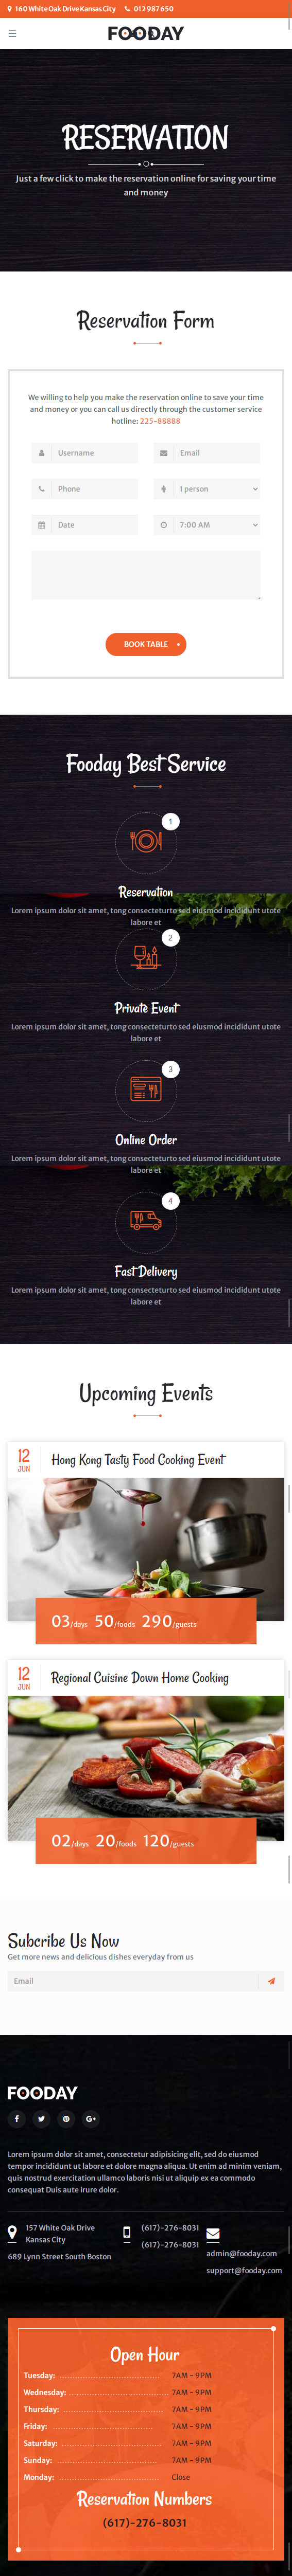 160 White Oak Drive Kansas City 012 987 650
FOODAY
RESERVATION
Just a few click to make the reservation online for saving your time
and money
Reservation Form
We willing to help you make the reservation online to save your time
and money or you can call us directly through the customer service
hotline: 225-88888
Username Email
Phone 1 person
Date 7:00 AM
BOOK TABLE
Fooday Best Service
1
Reservation
Lorem ipsum dolor sit amet, tong consecteturto sed eiusmod incididunt utote
labore et
2
Private Event
Lorem ipsum dolor sit amet, tong consecteturto sed eiusmod incididunt utote
labore et
3
Online Order
Lorem ipsum dolor sit amet, tong consecteturto sed eiusmod incididunt utote
labore et
4
Fast Delivery
Lorem ipsum dolor sit amet, tong consecteturto sed eiusmod incididunt utote
labore et
Upcoming Events
12
JUN
Hong Kong Tasty Food Cooking Event
03/days 50/foods 290/guests
12
JUN
Regional Cuisine Down Home Cooking
02/days 20/foods 120/guests
Subcribe Us Now
Get more news and delicious dishes everyday from us
Email
FOODAY
Lorem ipsum dolor sit amet, consectetur adipisicing elit, sed do eiusmod
tempor incididunt ut labore et dolore magna aliqua. Ut enim ad minim veniam,
quis nostrud exercitation ullamco laboris nisi ut aliquip ex ea commodo
consequat Duis aute irure dolor.
157 White Oak Drive
Kansas City
689 Lynn Street South Boston
(617)-276-8031
(617)-276-8031
admin@fooday.com
support@fooday.com
Open Hour
Tuesday: 7AM - 9PM
Wednesday: 7AM - 9PM
Thursday: 7AM - 9PM
Friday: 7AM - 9PM
Saturday: 7AM - 9PM
Sunday: 7AM - 9PM
Monday: Close
Reservation Numbers
(617)-276-8031